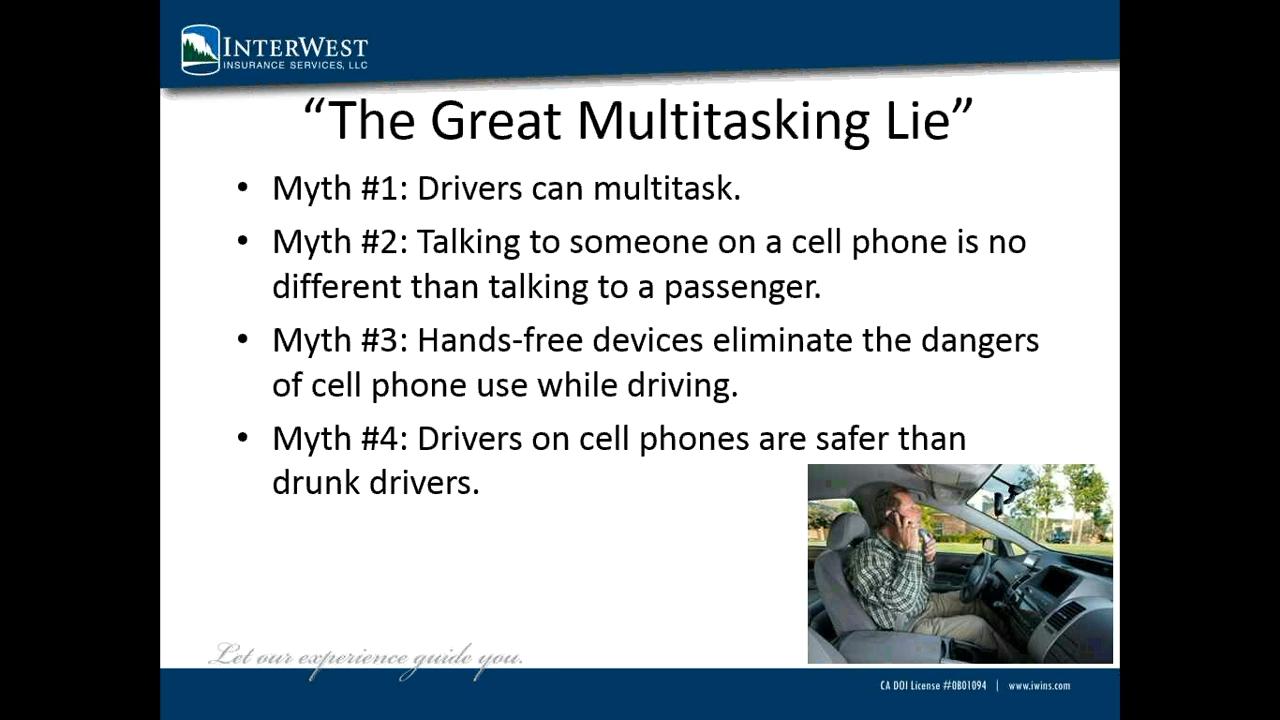 INTERWEST
INSURANCE SERVICES, LLC
“The Great Multitasking Lie”
• Myth #1: Drivers can multitask.
• Myth #2: Talking to someone on a cell phone is no
different than talking to a passenger.
• Myth #3: Hands-free devices eliminate the dangers
of cell phone use while driving.
• Myth #4: Drivers on cell phones are safer than
drunk drivers.
Let our experience guide you.
CA DOI License #0B01094 | www.iwins.com